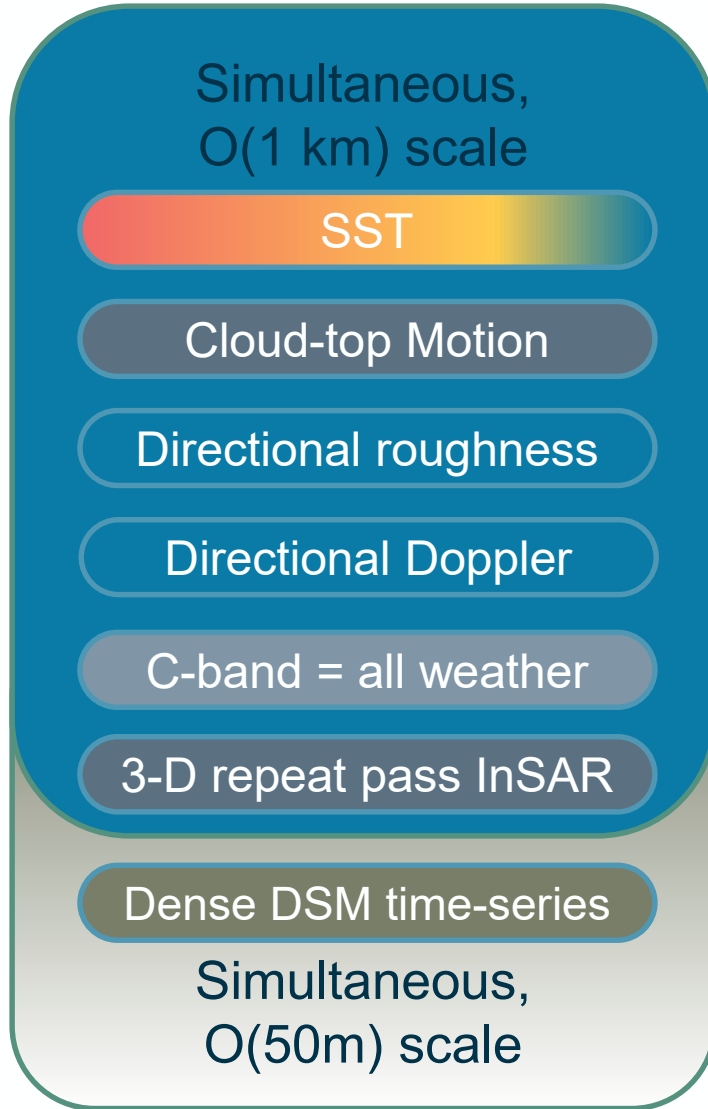 Simultaneous,
O(1 km) scale
SST
Cloud-top Motion
Directional roughness
Directional Doppler
C-band = all weather
3-D repeat pass InSAR
Dense DSM time-series
Simultaneous,
O(50m) scale